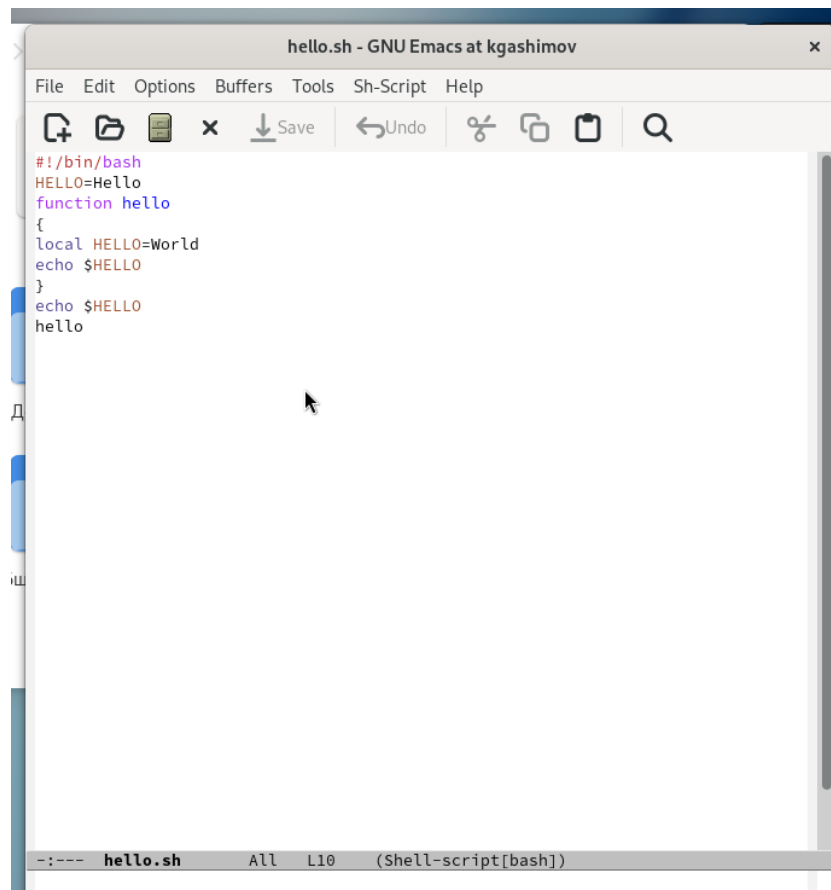 hello.sh - GNU Emacs at kgashimov
File Edit Options Buffers Tools Sh-Script Help
Save Undo
#!/bin/bash
HELLO=Hello
function hello
{
local HELLO=World
echo $HELLO
}
echo $HELLO
hello
Д
-:--- hello.sh All L10 (Shell-script[bash])